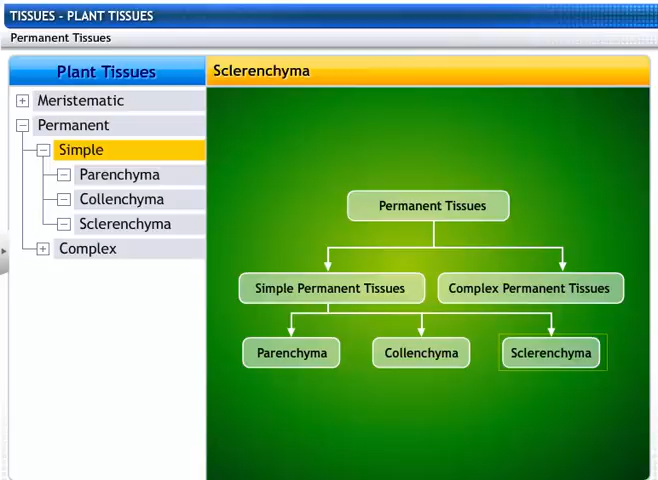 TISSUES - PLANT TISSUES
Permanent Tissues
Plant Tissues
Sclerenchyma
Meristematic
Permanent
Simple
Parenchyma
Collenchyma
Sclerenchyma
Complex
Permanent Tissues
Simple Permanent Tissues
Complex Permanent Tissues
Parenchyma
Collenchyma
Sclerenchyma